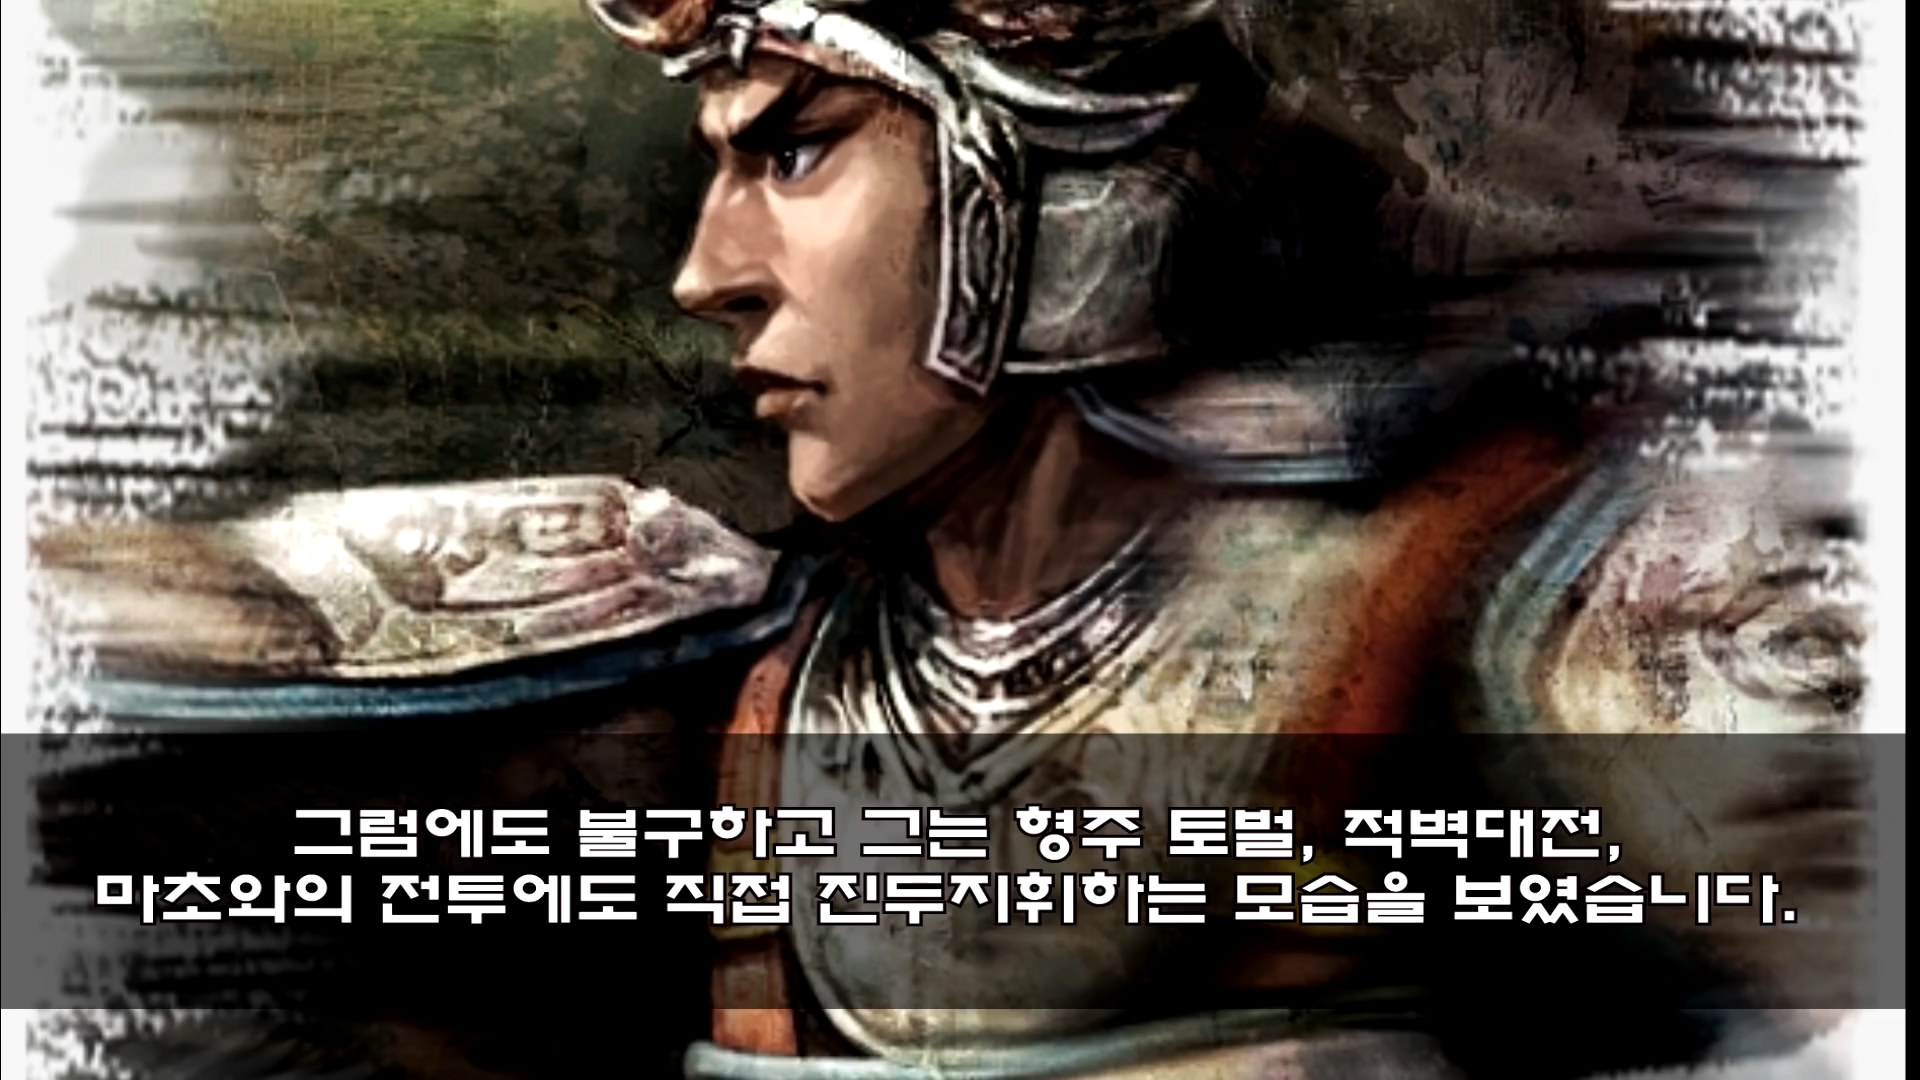 그럼에도 불구하고 그는 형주 토벌, 적벽대전,
마초와의 전투에도 직접 진두지휘하는 모습을 보였습니다.